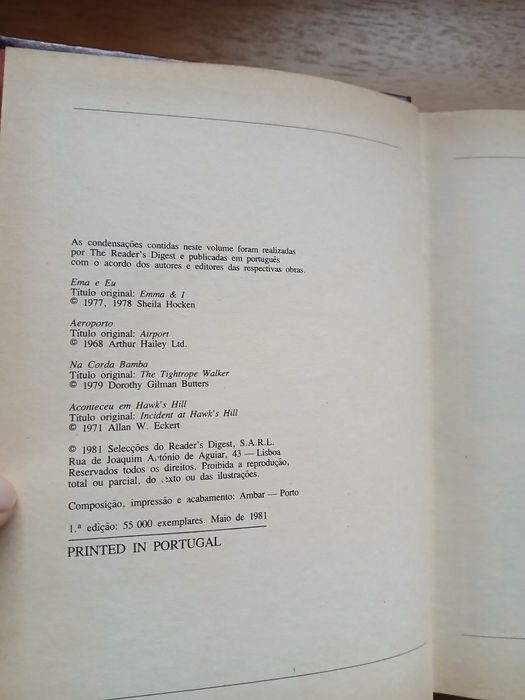 As condensações contidas neste volume foram realizadas
por The Reader's Digest e publicadas em português
com o acordo dos autores e editores das respectivas obras.
Ema e Eu
Título original: Emma & I
© 1977, 1978 Sheila Hocken
Aeroporto
Título original: Airport
© 1968 Arthur Hailey Ltd.
Na Corda Bamba
Título original: The Tightrope Walker
© 1979 Dorothy Gilman Butters
Aconteceu em Hawk's Hill
Título original: Incident at Hawk's Hill
© 1971 Allan W. Eckert
© 1981 Selecções do Reader's Digest, S.A.R.L.
Rua de Joaquim António de Aguiar, 43 — Lisboa
Reservados todos os direitos. Proibida a reprodução,
total ou parcial, do texto ou das ilustrações.
Composição, impressão e acabamento: Ambar — Porto
1.ª edição: 55 000 exemplares. Maio de 1981
PRINTED IN PORTUGAL